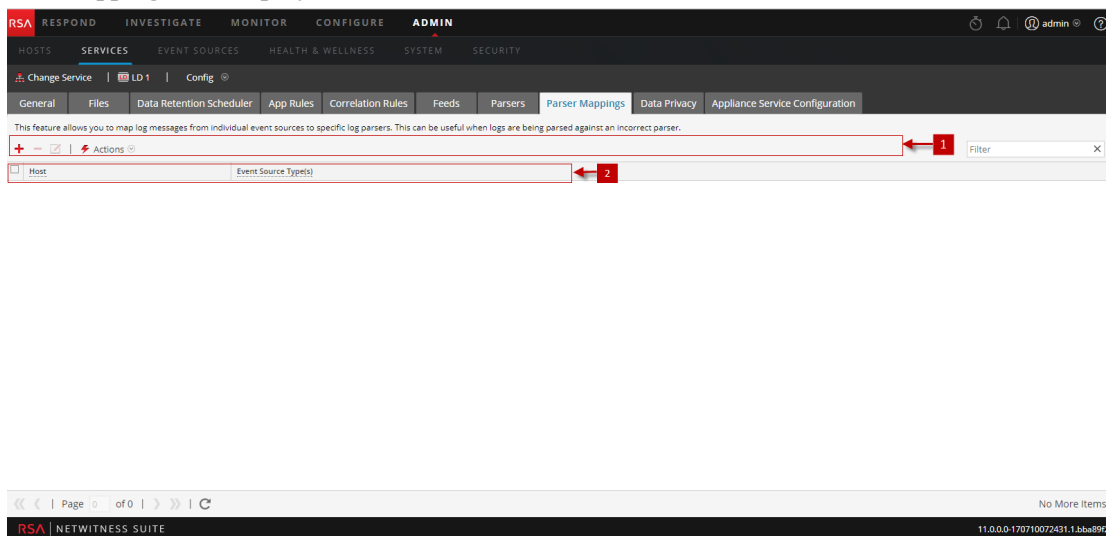 RSA RESPOND INVESTIGATE MONITOR CONFIGURE ADMIN admin
HOSTS SERVICES EVENT SOURCES HEALTH & WELLNESS SYSTEM SECURITY
Change Service | LD 1 | Config
General Files Data Retention Scheduler App Rules Correlation Rules Feeds Parsers Parser Mappings Data Privacy Appliance Service Configuration
This feature allows you to map log messages from individual event sources to specific log parsers. This can be useful when logs are being parsed against an incorrect parser.
Actions 1 Filter
Host Event Source Type(s) 2
Page 0 of 0 No More Items
RSA | NETWITNESS SUITE 11.0.0.0-170710072431.1.bba89f